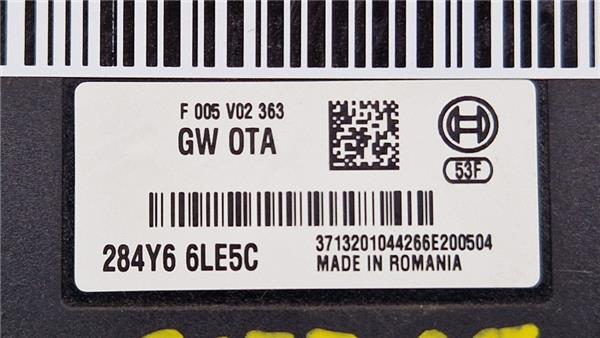 F 005 V02 363
GW OTA
53F
284Y6 6LE5C
3713201044266E200504
MADE IN ROMANIA